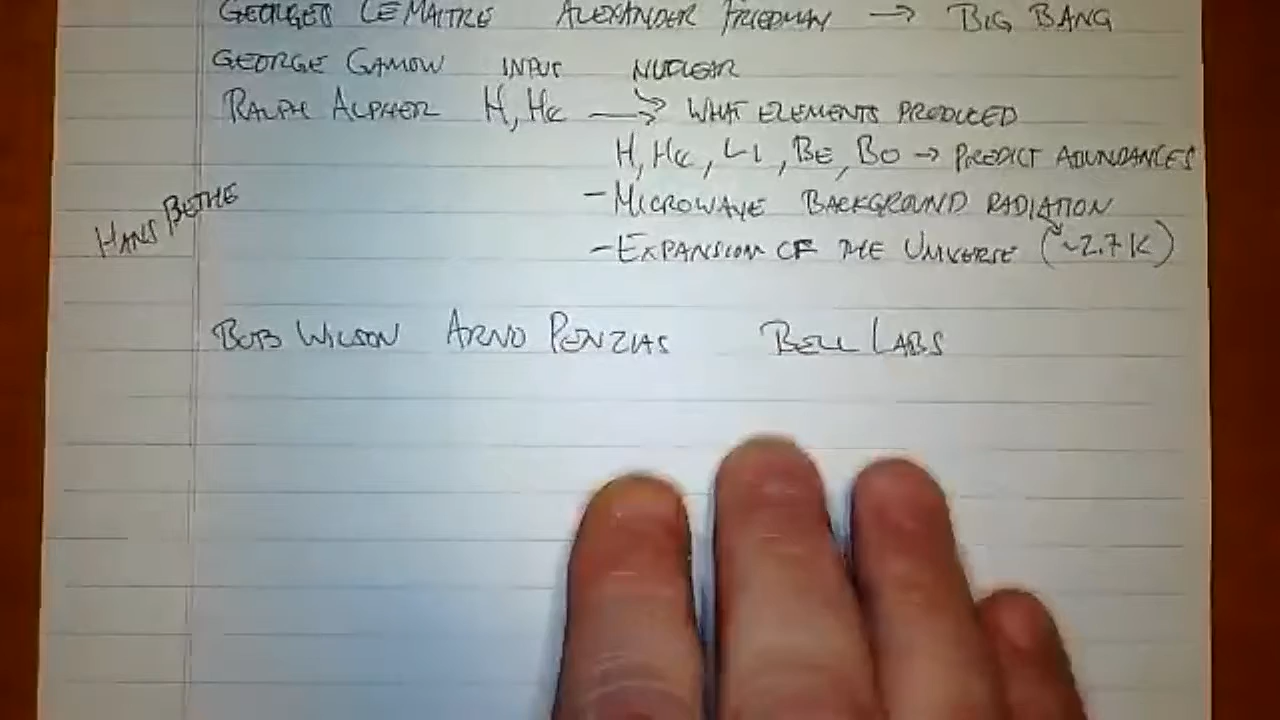 GEORGES LEMAITRE ALEXANDER FRIEDMAN → BIG BANG
GEORGE GAMOW INPUT NUCLEAR
RALPH ALPHER H, He → WHAT ELEMENTS PRODUCED
H, He, LI, BE, BO → PREDICT ABUNDANCES
HANS BETHE
- MICROWAVE BACKGROUND RADIATION
- EXPANSION OF THE UNIVERSE (~2.7K)
BOB WILSON ARNO PENZIAS BELL LABS